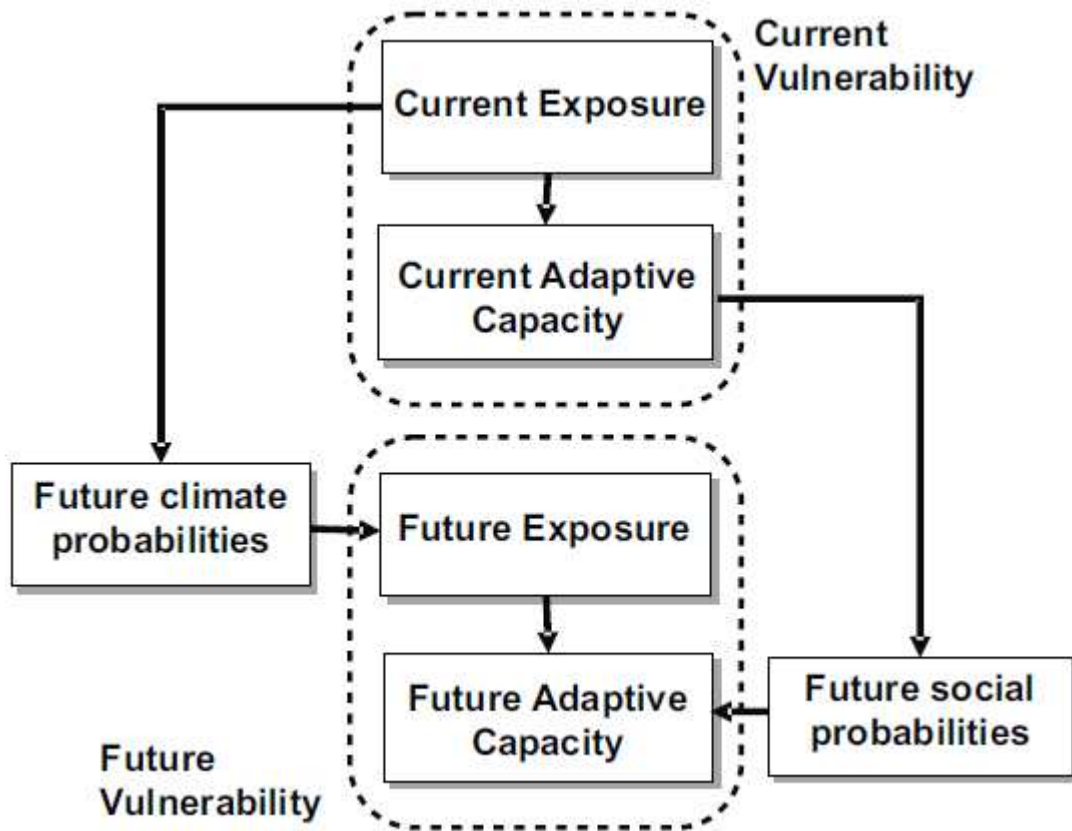 Current
Vulnerability
Current Exposure
Current Adaptive
Capacity
Future climate
probabilities
Future Exposure
Future Adaptive
Capacity
Future social
probabilities
Future
Vulnerability